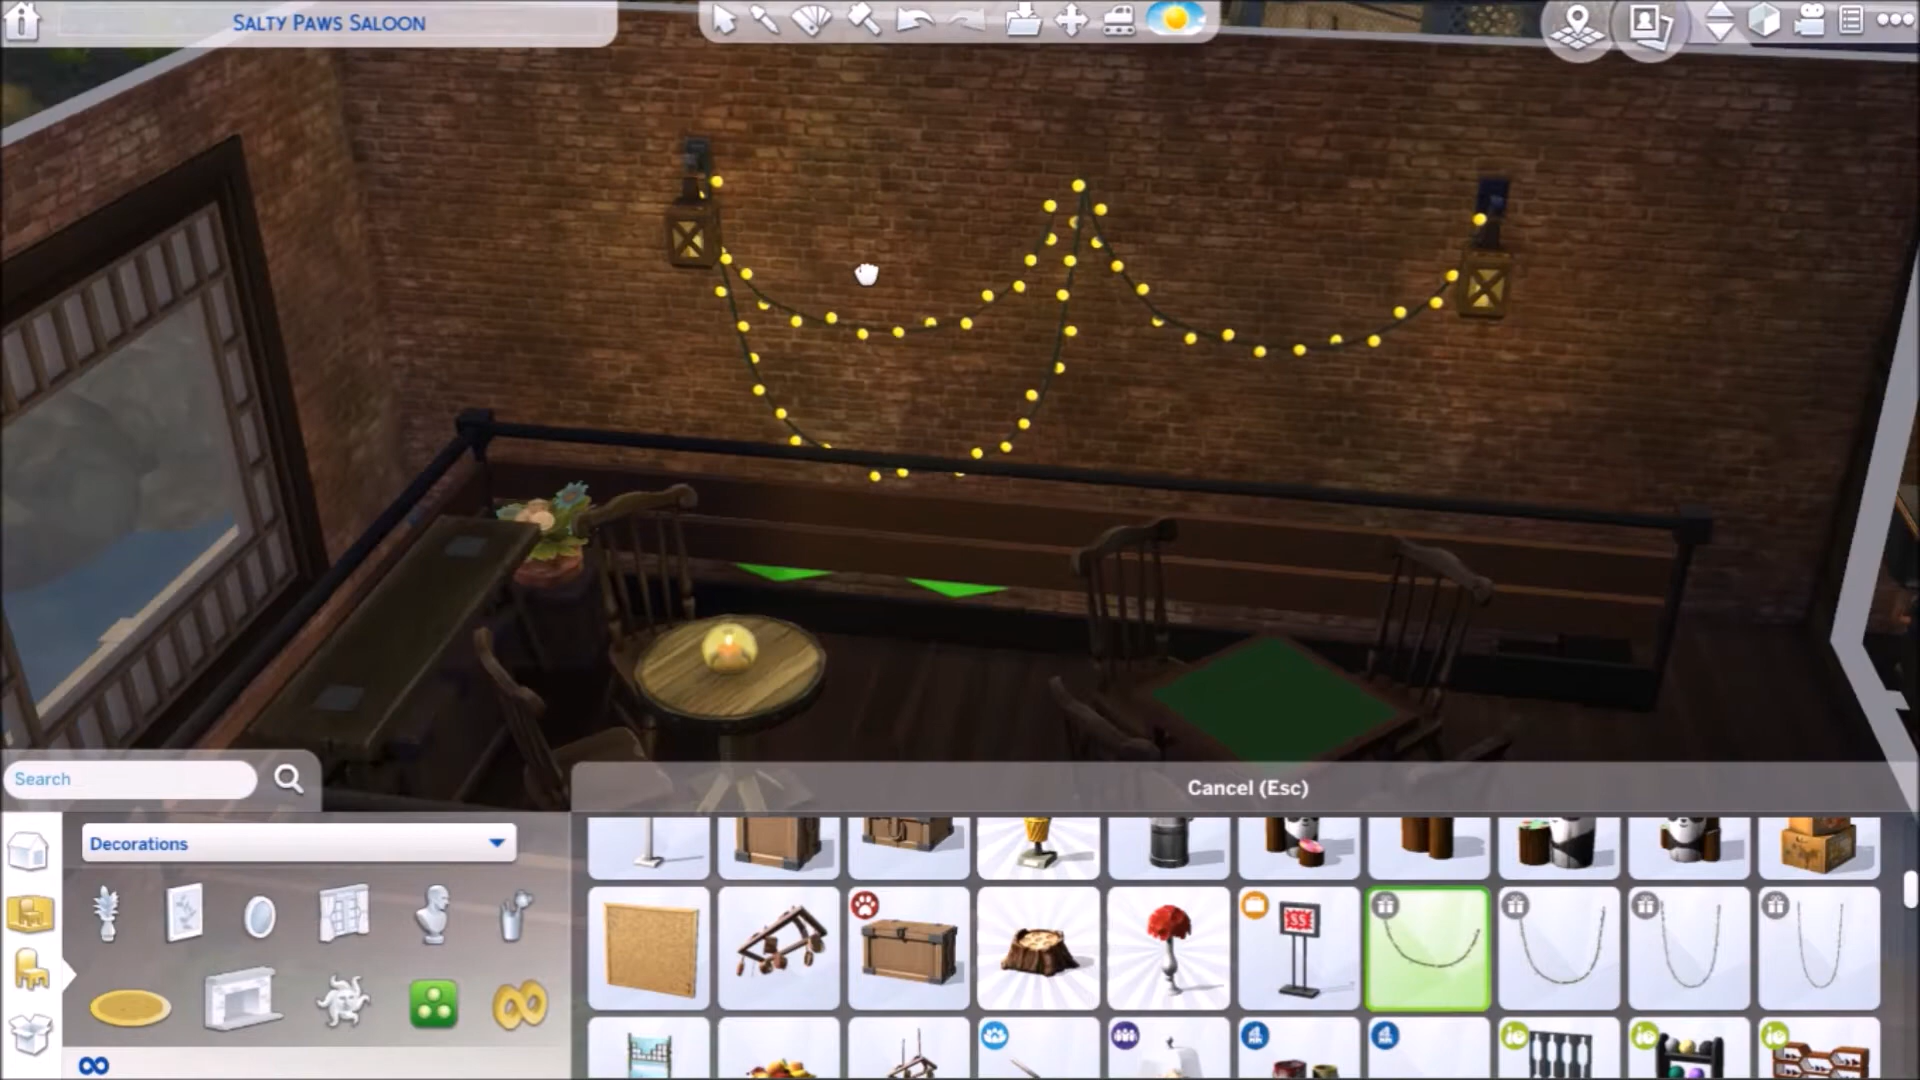 SALTY PAWS SALOON
Search
Cancel (Esc)
Decorations
$$